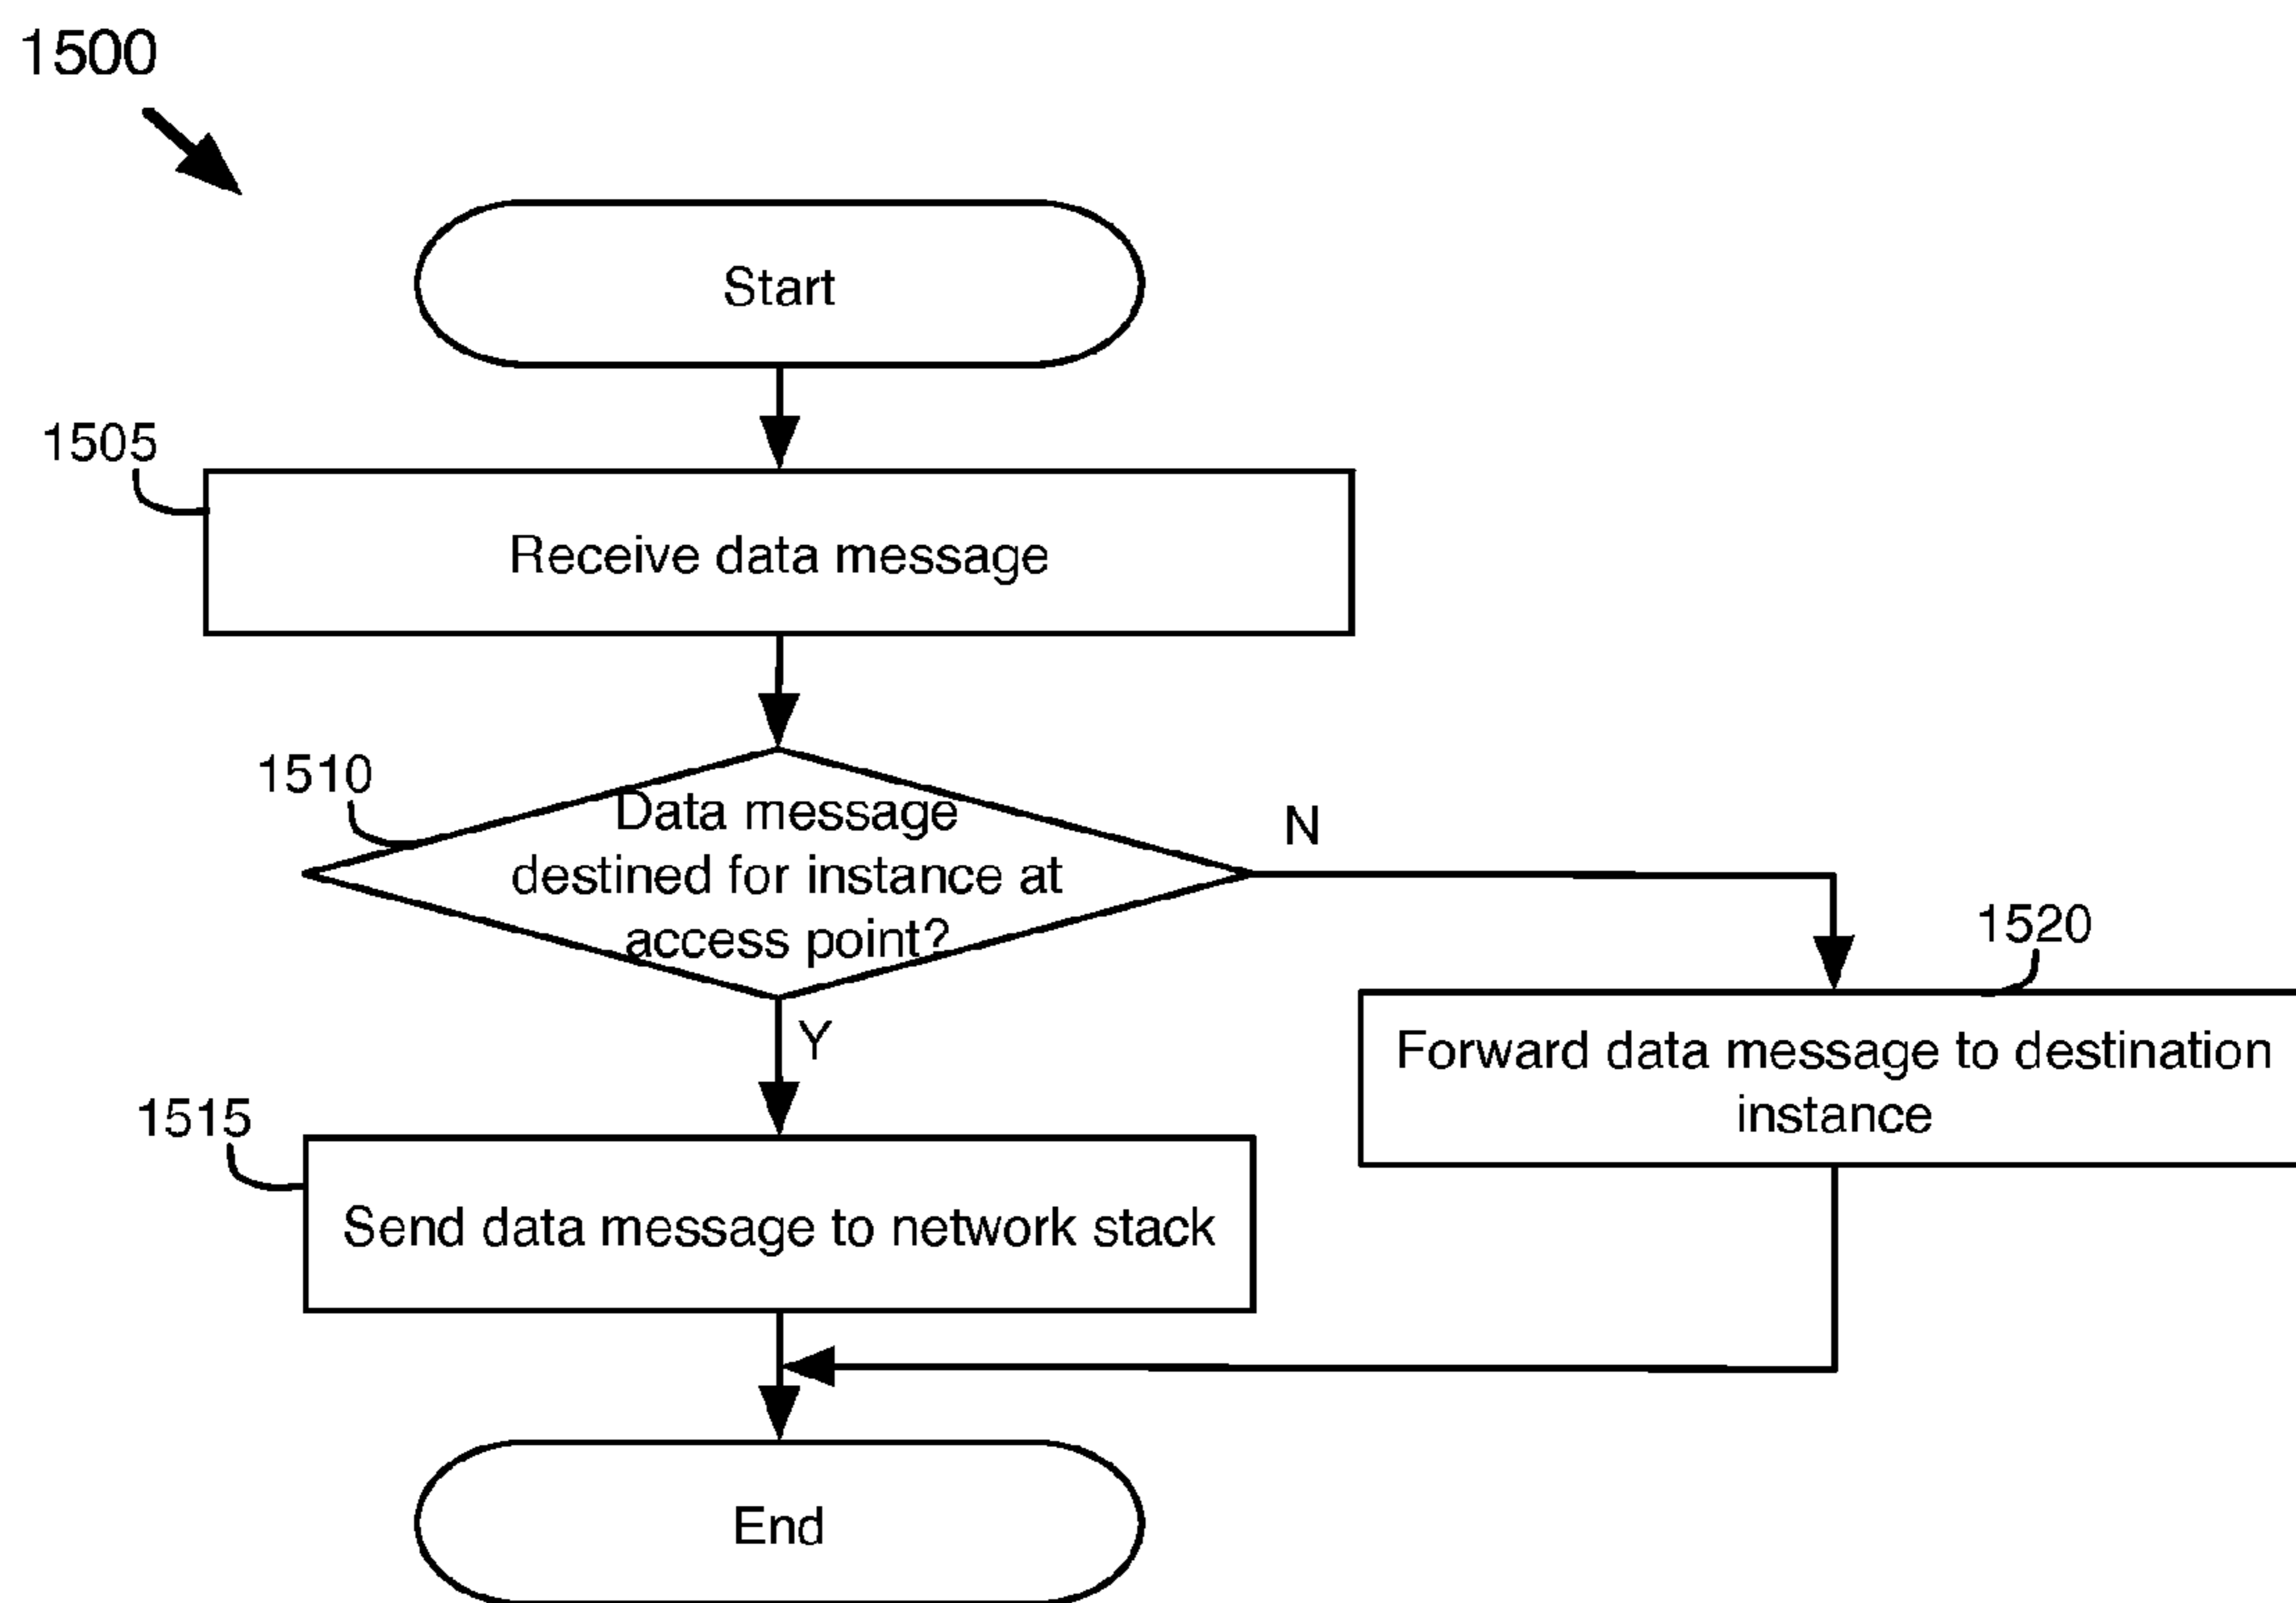 1500
Start
1505
Receive data message
1510
Data message
destined for instance at
access point?
N
Y
1520
Forward data message to destination
instance
1515
Send data message to network stack
End